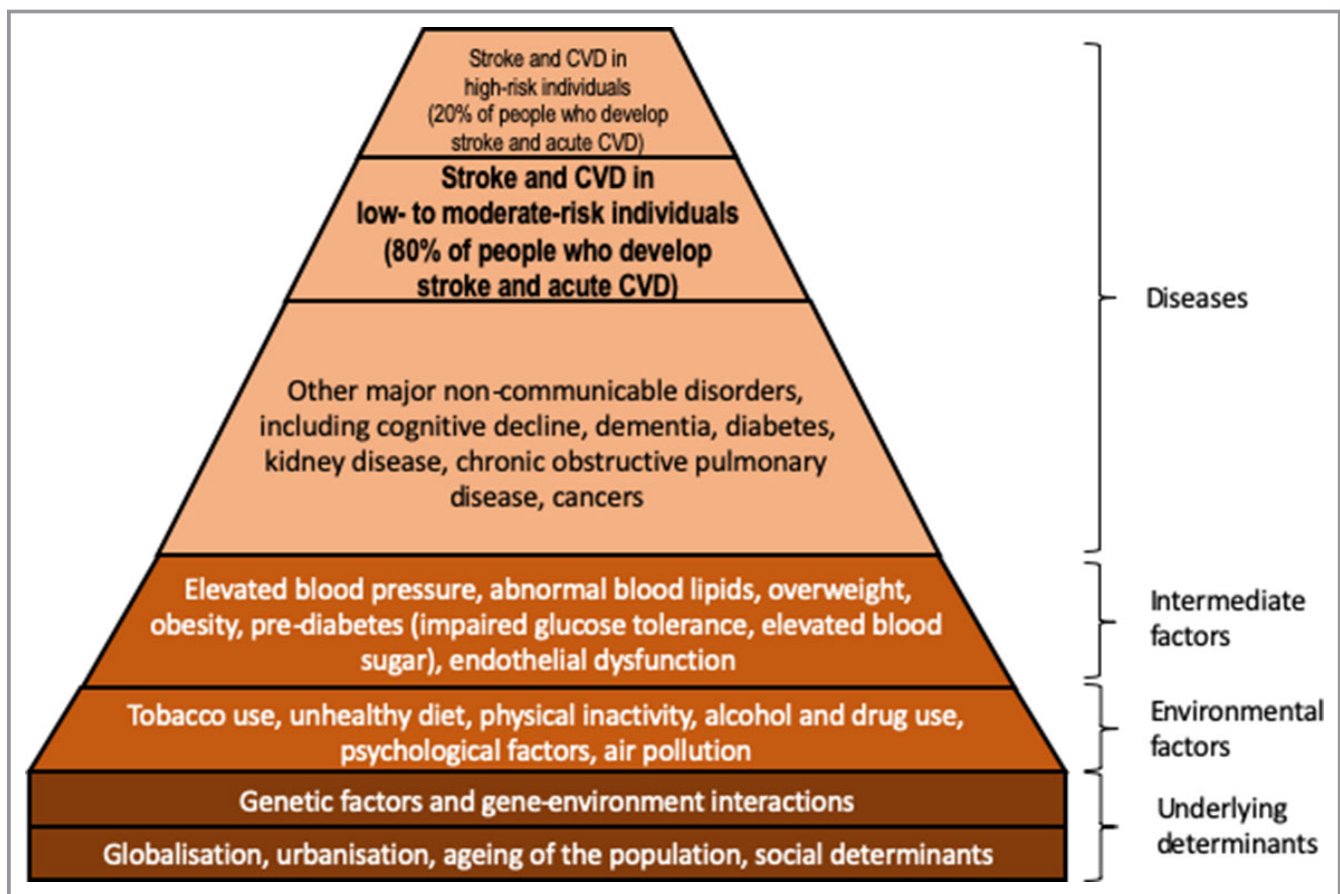 Stroke and CVD in
high-risk individuals
(20% of people who develop
stroke and acute CVD)
Stroke and CVD in
low- to moderate-risk individuals
(80% of people who develop
stroke and acute CVD)
Other major non-communicable disorders,
including cognitive decline, dementia, diabetes,
kidney disease, chronic obstructive pulmonary
disease, cancers
Diseases
Elevated blood pressure, abnormal blood lipids, overweight,
obesity, pre-diabetes (impaired glucose tolerance, elevated blood
sugar), endothelial dysfunction
Intermediate
factors
Tobacco use, unhealthy diet, physical inactivity, alcohol and drug use,
psychological factors, air pollution
Environmental
factors
Genetic factors and gene-environment interactions
Globalisation, urbanisation, ageing of the population, social determinants
Underlying
determinants